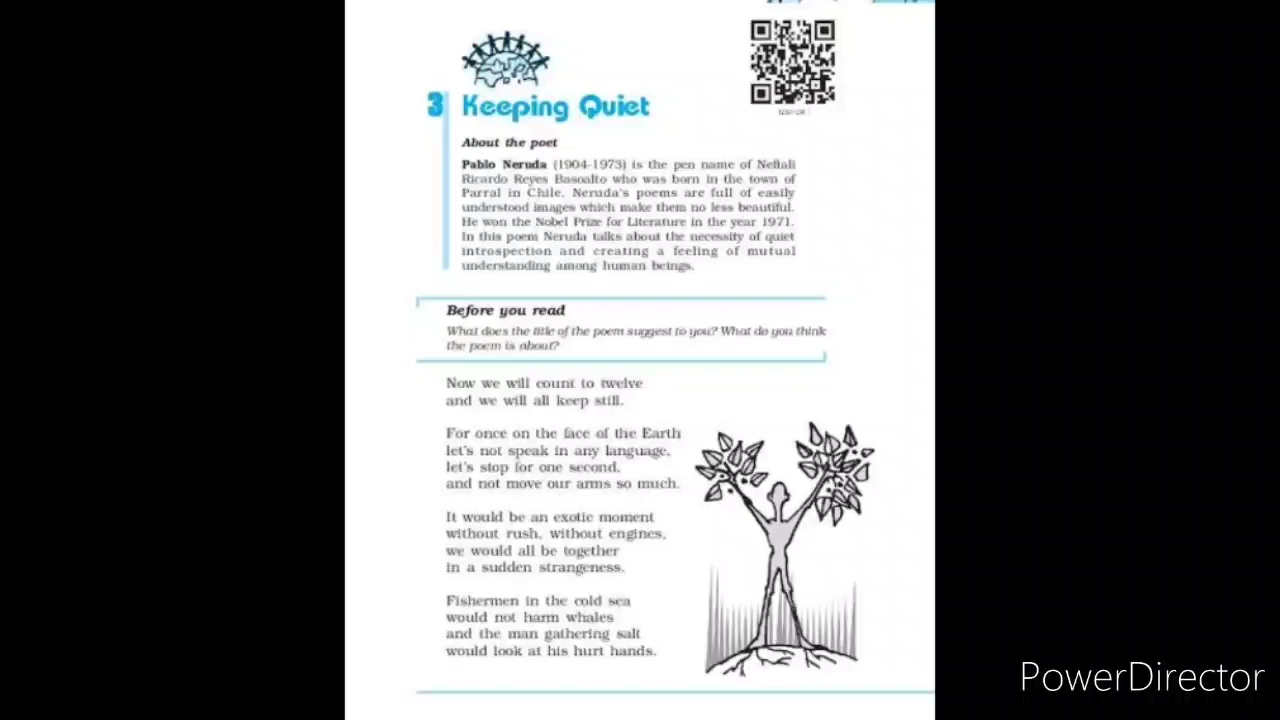 3 Keeping Quiet
About the poet
Pablo Neruda (1904-1973) is the pen name of Neftali
Ricardo Reyes Basoalto who was born in the town of
Parral in Chile. Neruda's poems are full of easily
understood images which make them no less beautiful.
He won the Nobel Prize for Literature in the year 1971.
In this poem Neruda talks about the necessity of quiet
introspection and creating a feeling of mutual
understanding among human beings.
Before you read
What does the title of the poem suggest to you? What do you think
the poem is about?
Now we will count to twelve
and we will all keep still.
For once on the face of the Earth
let's not speak in any language,
let's stop for one second,
and not move our arms so much.
It would be an exotic moment
without rush, without engines,
we would all be together
in a sudden strangeness.
Fishermen in the cold sea
would not harm whales
and the man gathering salt
would look at his hurt hands.
PowerDirector